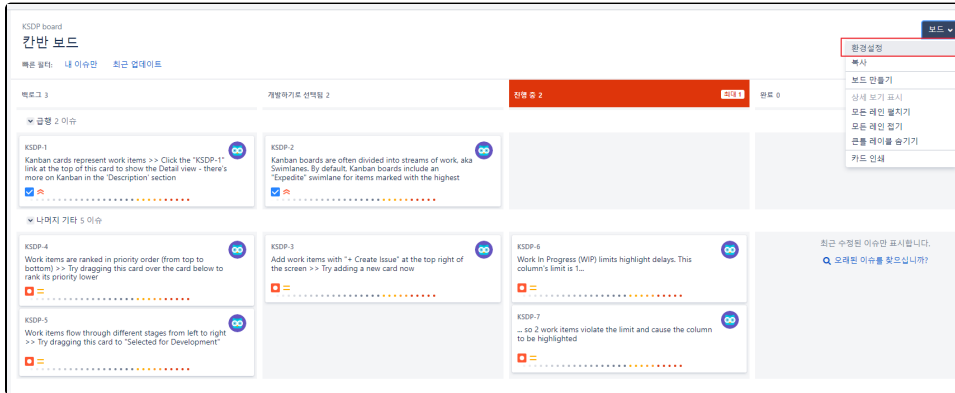 KSDP board
칸반 보드
보드
빠른 필터: 내 이슈만 최근 업데이트
환경설정
복사
보드 만들기
상세 보기 표시
모든 레인 펼치기
모든 레인 접기
큰틀 레이블 숨기기
카드 인쇄
백로그 3
개발하기로 선택됨 2
진행 중 2
최대 1
완료 0
급행 2 이슈
KSDP-1
Kanban cards represent work items >> Click the "KSDP-1"
link at the top of this card to show the Detail view - there's
more on Kanban in the 'Description' section
KSDP-2
Kanban boards are often divided into streams of work, aka
Swimlanes. By default, Kanban boards include an
"Expedite" swimlane for items marked with the highest
나머지 기타 5 이슈
KSDP-4
Work items are ranked in priority order (from top to
bottom) >> Try dragging this card over the card below to
rank its priority lower
KSDP-5
Work items flow through different stages from left to right
>> Try dragging this card to "Selected for Development"
KSDP-3
Add work items with "+ Create Issue" at the top right of
the screen >> Try adding a new card now
KSDP-6
Work In Progress (WIP) limits highlight delays. This
column's limit is 1...
KSDP-7
... so 2 work items violate the limit and cause the column
to be highlighted
최근 수정된 이슈만 표시합니다.
오래된 이슈를 찾으십니까?